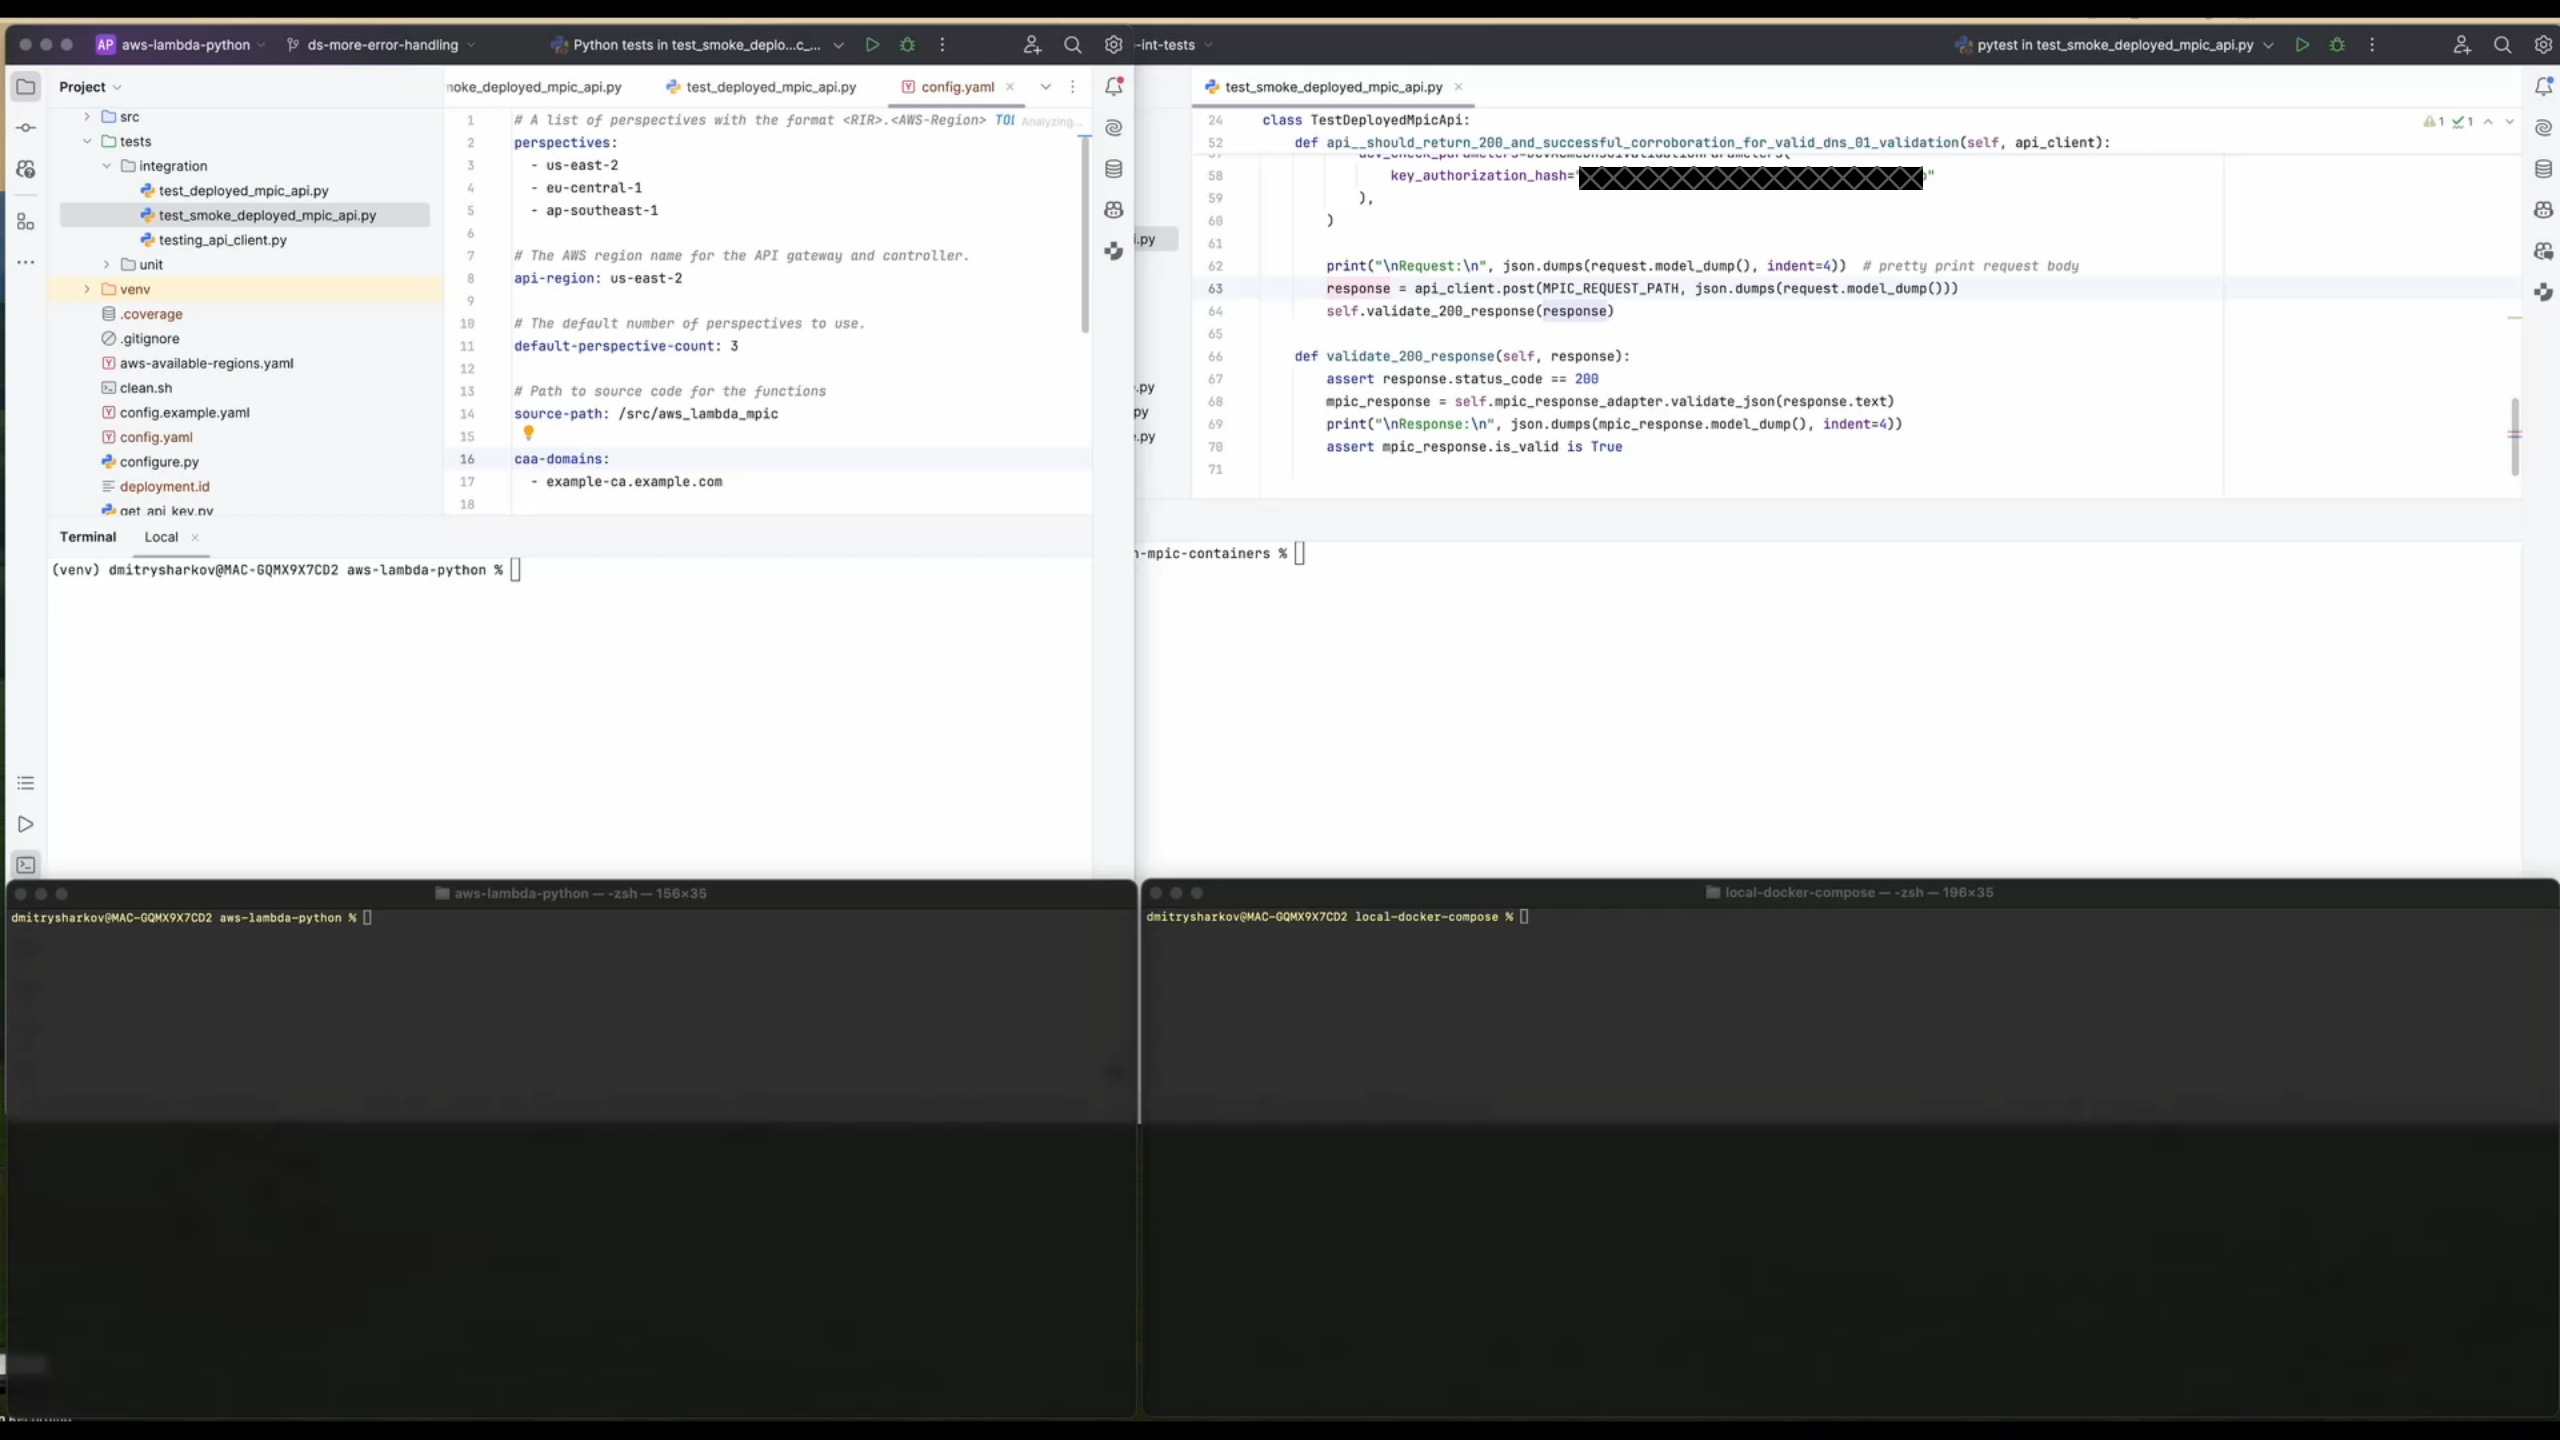 AP aws-lambda-python
ds-more-error-handling
Python tests in test_smoke_deplo...c_...
-int-tests
pytest in test_smoke_deployed_mpic_api.py
Project
src
tests
integration
test_deployed_mpic_api.py
test_smoke_deployed_mpic_api.py
testing_api_client.py
unit
venv
.coverage
.gitignore
aws-available-regions.yaml
clean.sh
config.example.yaml
config.yaml
configure.py
deployment.id
get_api_key.py
noke_deployed_mpic_api.py
test_deployed_mpic_api.py
config.yaml
1 # A list of perspectives with the format <RIR>.<AWS-Region> TOD Analyzing...
2 perspectives:
3 - us-east-2
4 - eu-central-1
5 - ap-southeast-1
6
7 # The AWS region name for the API gateway and controller.
8 api-region: us-east-2
9
10 # The default number of perspectives to use.
11 default-perspective-count: 3
12
13 # Path to source code for the functions
14 source-path: /src/aws_lambda_mpic
15
16 caa-domains:
17 - example-ca.example.com
18
Terminal
Local
(venv) dmitrysharkov@MAC-GQMX9X7CD2 aws-lambda-python %
i.py
.py
py
.py
test_smoke_deployed_mpic_api.py
24 class TestDeployedMpicApi:
1 1
52 def api__should_return_200_and_successful_corroboration_for_valid_dns_01_validation(self, api_client):
58 key_authorization_hash="
"
59 ),
60 )
61
62 print("\nRequest:\n", json.dumps(request.model_dump(), indent=4)) # pretty print request body
63 response = api_client.post(MPIC_REQUEST_PATH, json.dumps(request.model_dump()))
64 self.validate_200_response(response)
65
66 def validate_200_response(self, response):
67 assert response.status_code == 200
68 mpic_response = self.mpic_response_adapter.validate_json(response.text)
69 print("\nResponse:\n", json.dumps(mpic_response.model_dump(), indent=4))
70 assert mpic_response.is_valid is True
71
-mpic-containers %
aws-lambda-python — -zsh — 156×35
dmitrysharkov@MAC-GQMX9X7CD2 aws-lambda-python %
local-docker-compose — -zsh — 196×35
dmitrysharkov@MAC-GQMX9X7CD2 local-docker-compose %